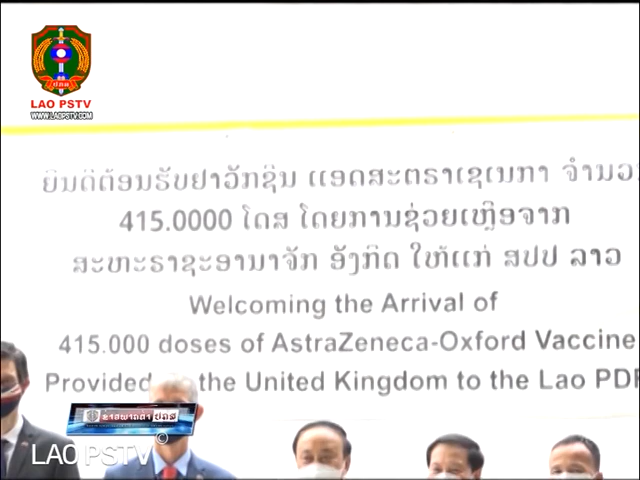 LAO PSTV
WWW.LAOPSTV.COM
ຍິນດີຕ້ອນຮັບຢາວັກຊີນ ແອດສະຕຣາເຊເນກາ ຈຳນວນ
415.0000 ໂດສ ໂດຍການຊ່ວຍເຫຼືອຈາກ
ສະຫະຣາຊະອານາຈັກ ອັງກິດ ໃຫ້ແກ່ ສປປ ລາວ
Welcoming the Arrival of
415.000 doses of AstraZeneca-Oxford Vaccine
Provided the United Kingdom to the Lao PDR
LAO PSTV©